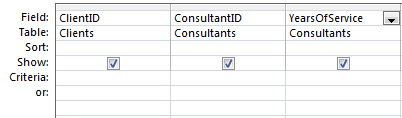 Field: ClientID ConsultantID YearsOfService
Table: Clients Consultants Consultants
Sort:
Show:
Criteria:
or: